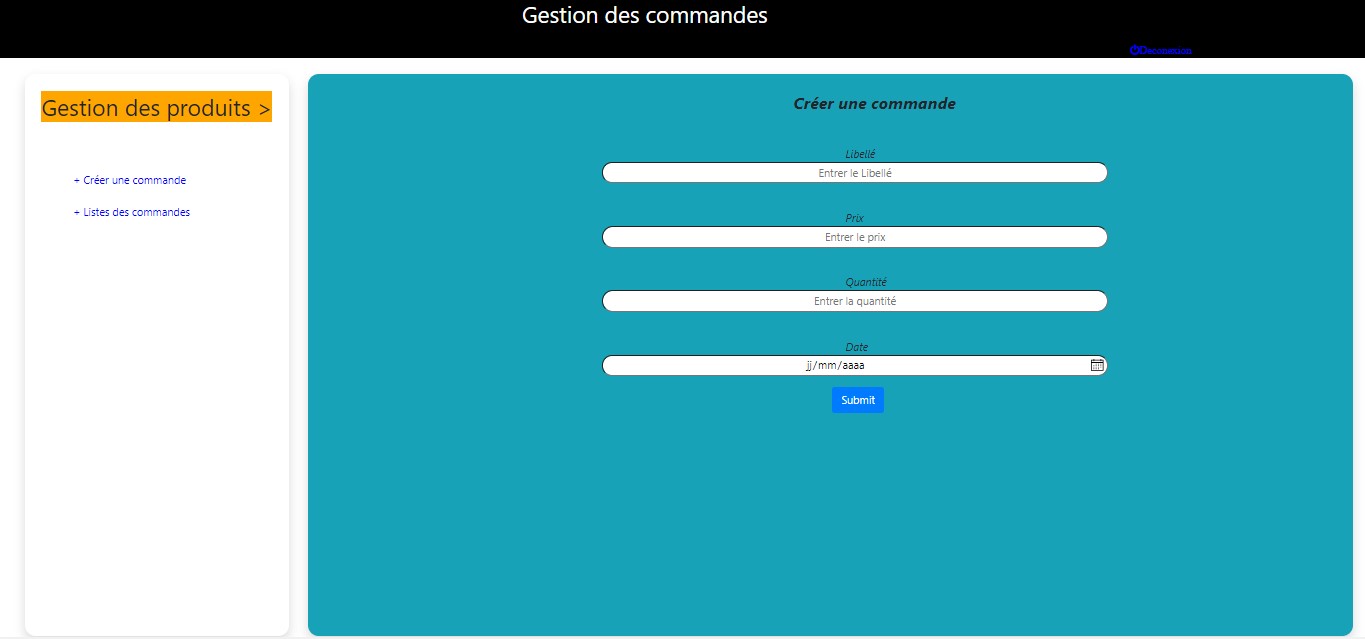 Gestion des commandes
Deconnexion
Gestion des produits >
+ Créer une commande
+ Listes des commandes
Créer une commande
Libellé
Entrer le Libellé
Prix
Entrer le prix
Quantité
Entrer la quantité
Date
jj/mm/aaaa
Submit